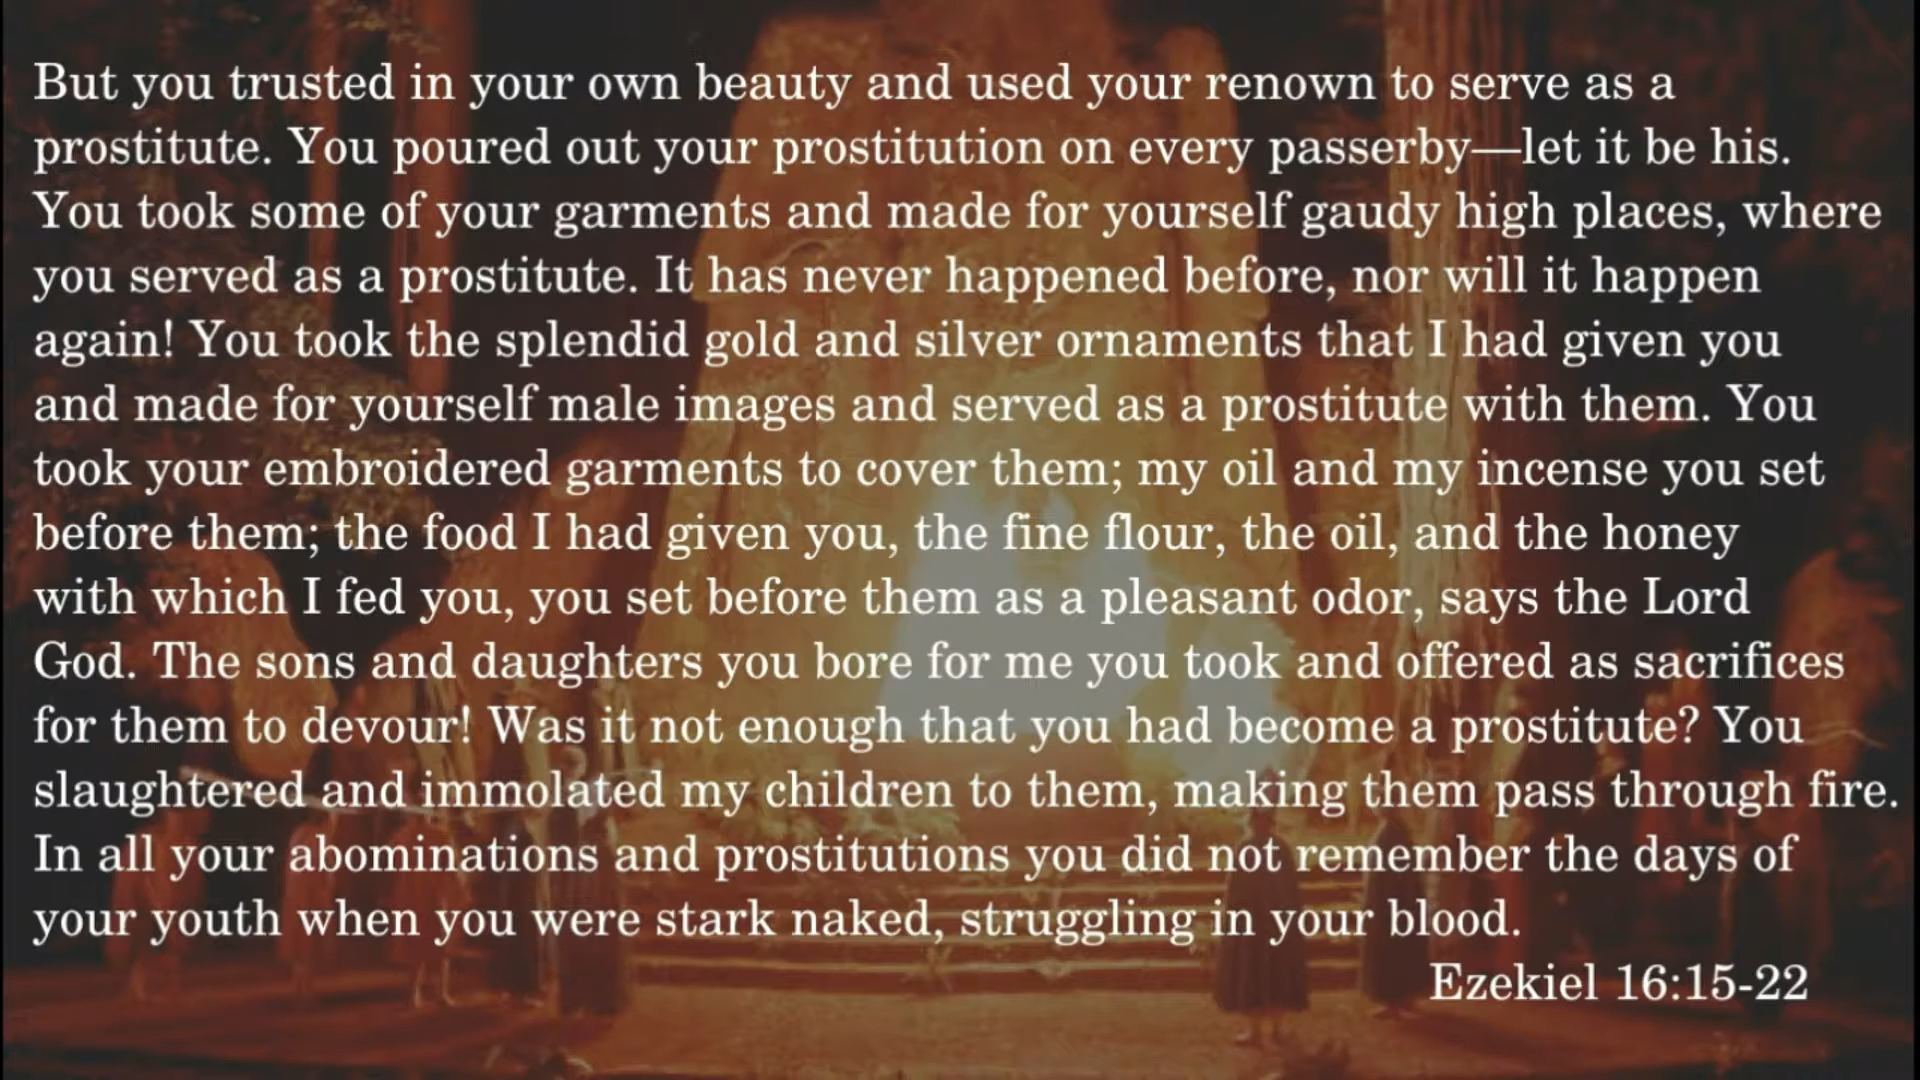 But you trusted in your own beauty and used your renown to serve as a
prostitute. You poured out your prostitution on every passerby—let it be his.
You took some of your garments and made for yourself gaudy high places, where
you served as a prostitute. It has never happened before, nor will it happen
again! You took the splendid gold and silver ornaments that I had given you
and made for yourself male images and served as a prostitute with them. You
took your embroidered garments to cover them; my oil and my incense you set
before them; the food I had given you, the fine flour, the oil, and the honey
with which I fed you, you set before them as a pleasant odor, says the Lord
God. The sons and daughters you bore for me you took and offered as sacrifices
for them to devour! Was it not enough that you had become a prostitute? You
slaughtered and immolated my children to them, making them pass through fire.
In all your abominations and prostitutions you did not remember the days of
your youth when you were stark naked, struggling in your blood.
Ezekiel 16:15-22